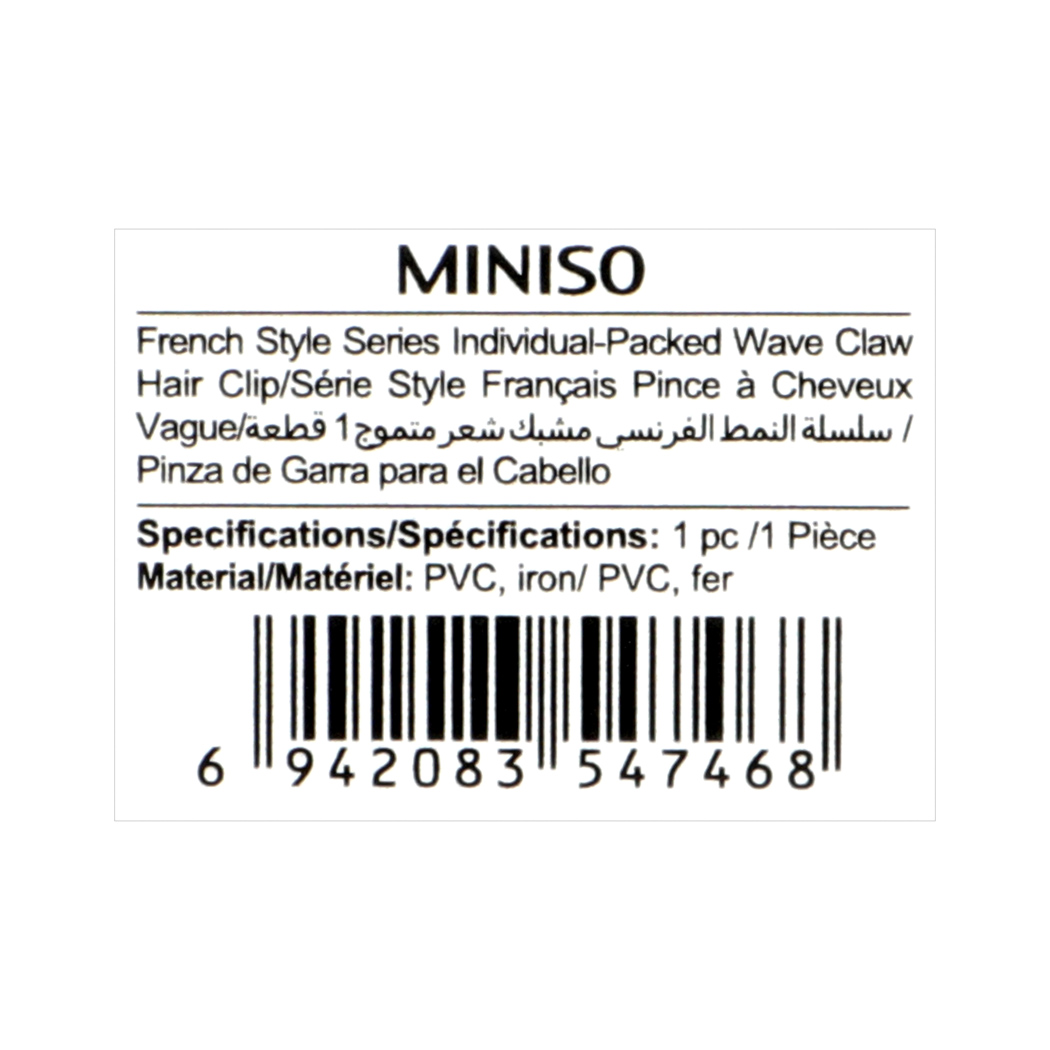 MINISO
French Style Series Individual-Packed Wave Claw
Hair Clip/Série Style Français Pince à Cheveux
Vague/سلسلة النمط الفرنسي مشبك شعر متموج 1 قطعة /
Pinza de Garra para el Cabello
Specifications/Spécifications: 1 pc /1 Pièce
Material/Matériel: PVC, iron/ PVC, fer
6 942083 547468